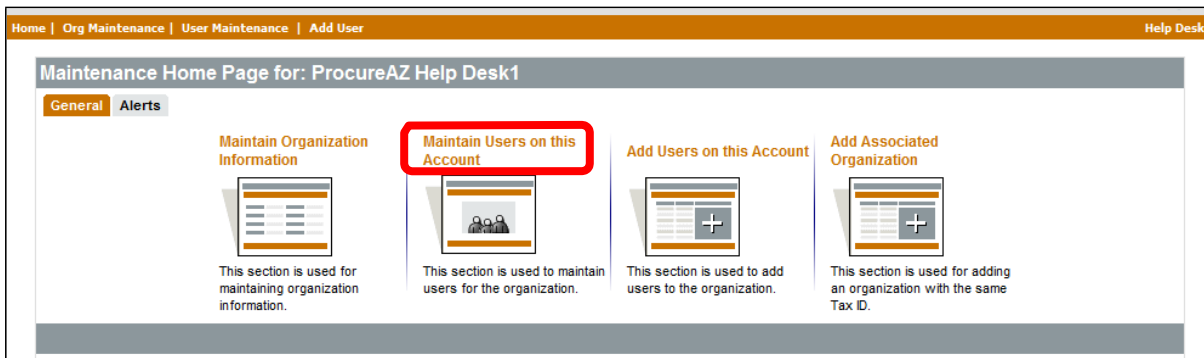 Home | Org Maintenance | User Maintenance | Add User Help Desk
Maintenance Home Page for: ProcureAZ Help Desk1
General Alerts
Maintain Organization
Information
This section is used for
maintaining organization
information.
Maintain Users on this
Account
This section is used to maintain
users for the organization.
Add Users on this Account
This section is used to add
users to the organization.
Add Associated
Organization
This section is used for adding
an organization with the same
Tax ID.